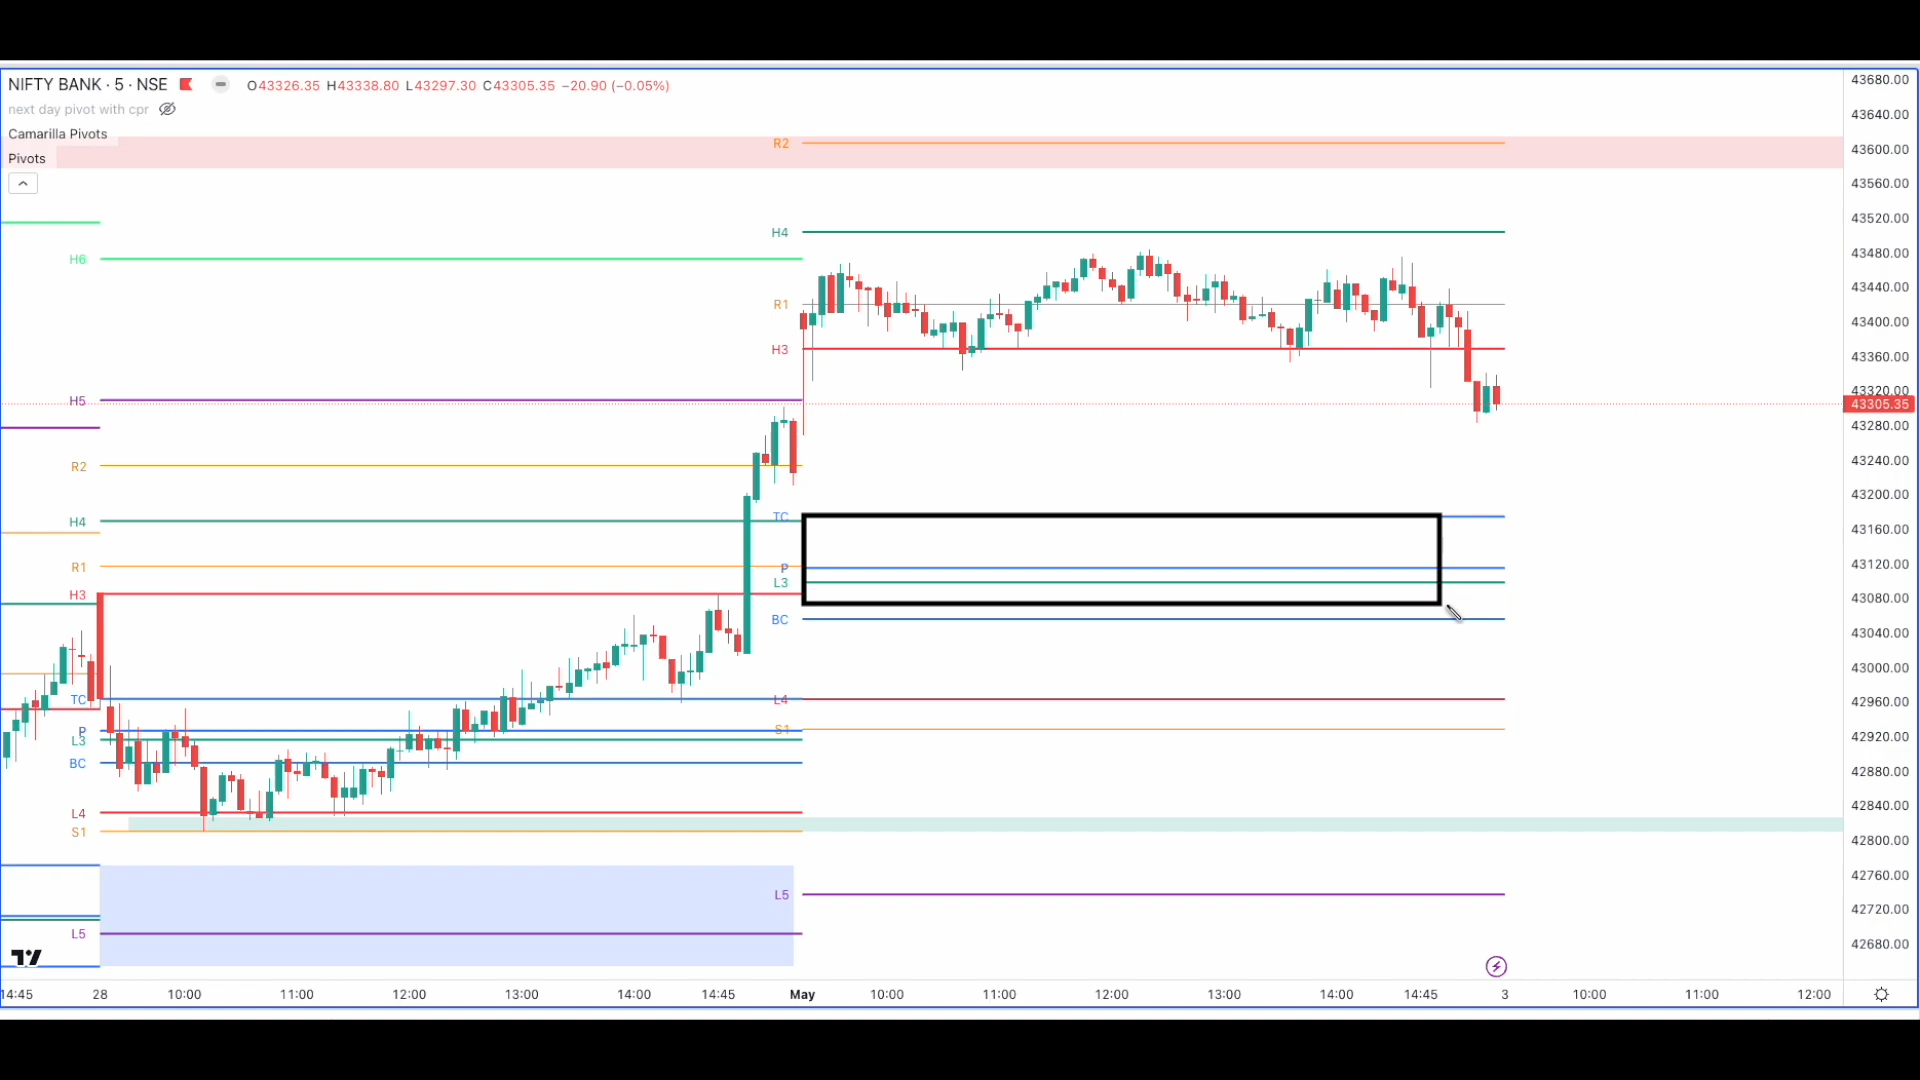 NIFTY BANK · 5 · NSE O43326.35 H43338.80 L43297.30 C43305.35 −20.90 (−0.05%)
next day pivot with cpr
Camarilla Pivots
Pivots
R2
H4
H6
R1
H3
H5
R2
TC
H4
P
R1
L3
H3
BC
TC
L4
P
S1
L3
BC
L4
S1
L5
L5
43680.00
43640.00
43600.00
43560.00
43520.00
43480.00
43440.00
43400.00
43360.00
43320.00
43305.35
43280.00
43240.00
43200.00
43160.00
43120.00
43080.00
43040.00
43000.00
42960.00
42920.00
42880.00
42840.00
42800.00
42760.00
42720.00
42680.00
14:45 28 10:00 11:00 12:00 13:00 14:00 14:45 May 10:00 11:00 12:00 13:00 14:00 14:45 3 10:00 11:00 12:00